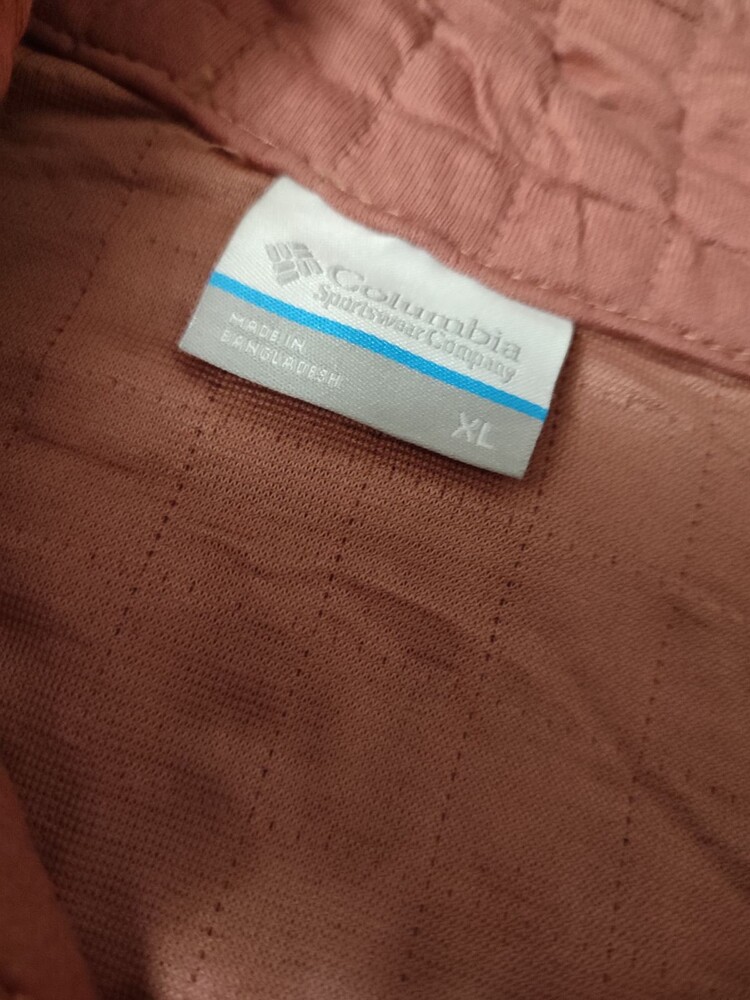 Columbia
Sportswear Company
MADE IN
BANGLADESH
XL